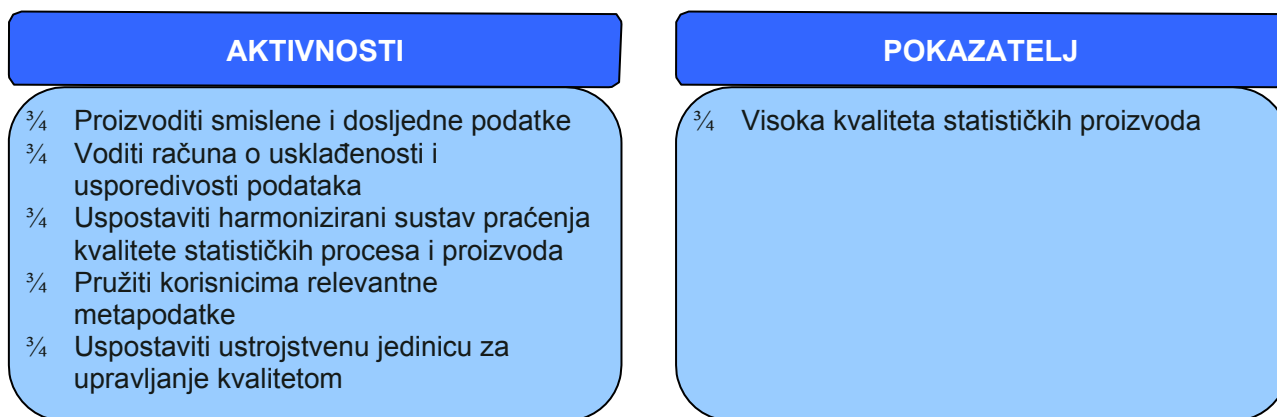 AKTIVNOSTI
¾ Proizvoditi smislene i dosljedne podatke
¾ Voditi računa o usklađenosti i
usporedivosti podataka
¾ Uspostaviti harmonizirani sustav praćenja
kvalitete statističkih procesa i proizvoda
¾ Pružiti korisnicima relevantne
metapodatke
¾ Uspostaviti ustrojstvenu jedinicu za
upravljanje kvalitetom
POKAZATELJ
¾ Visoka kvaliteta statističkih proizvoda